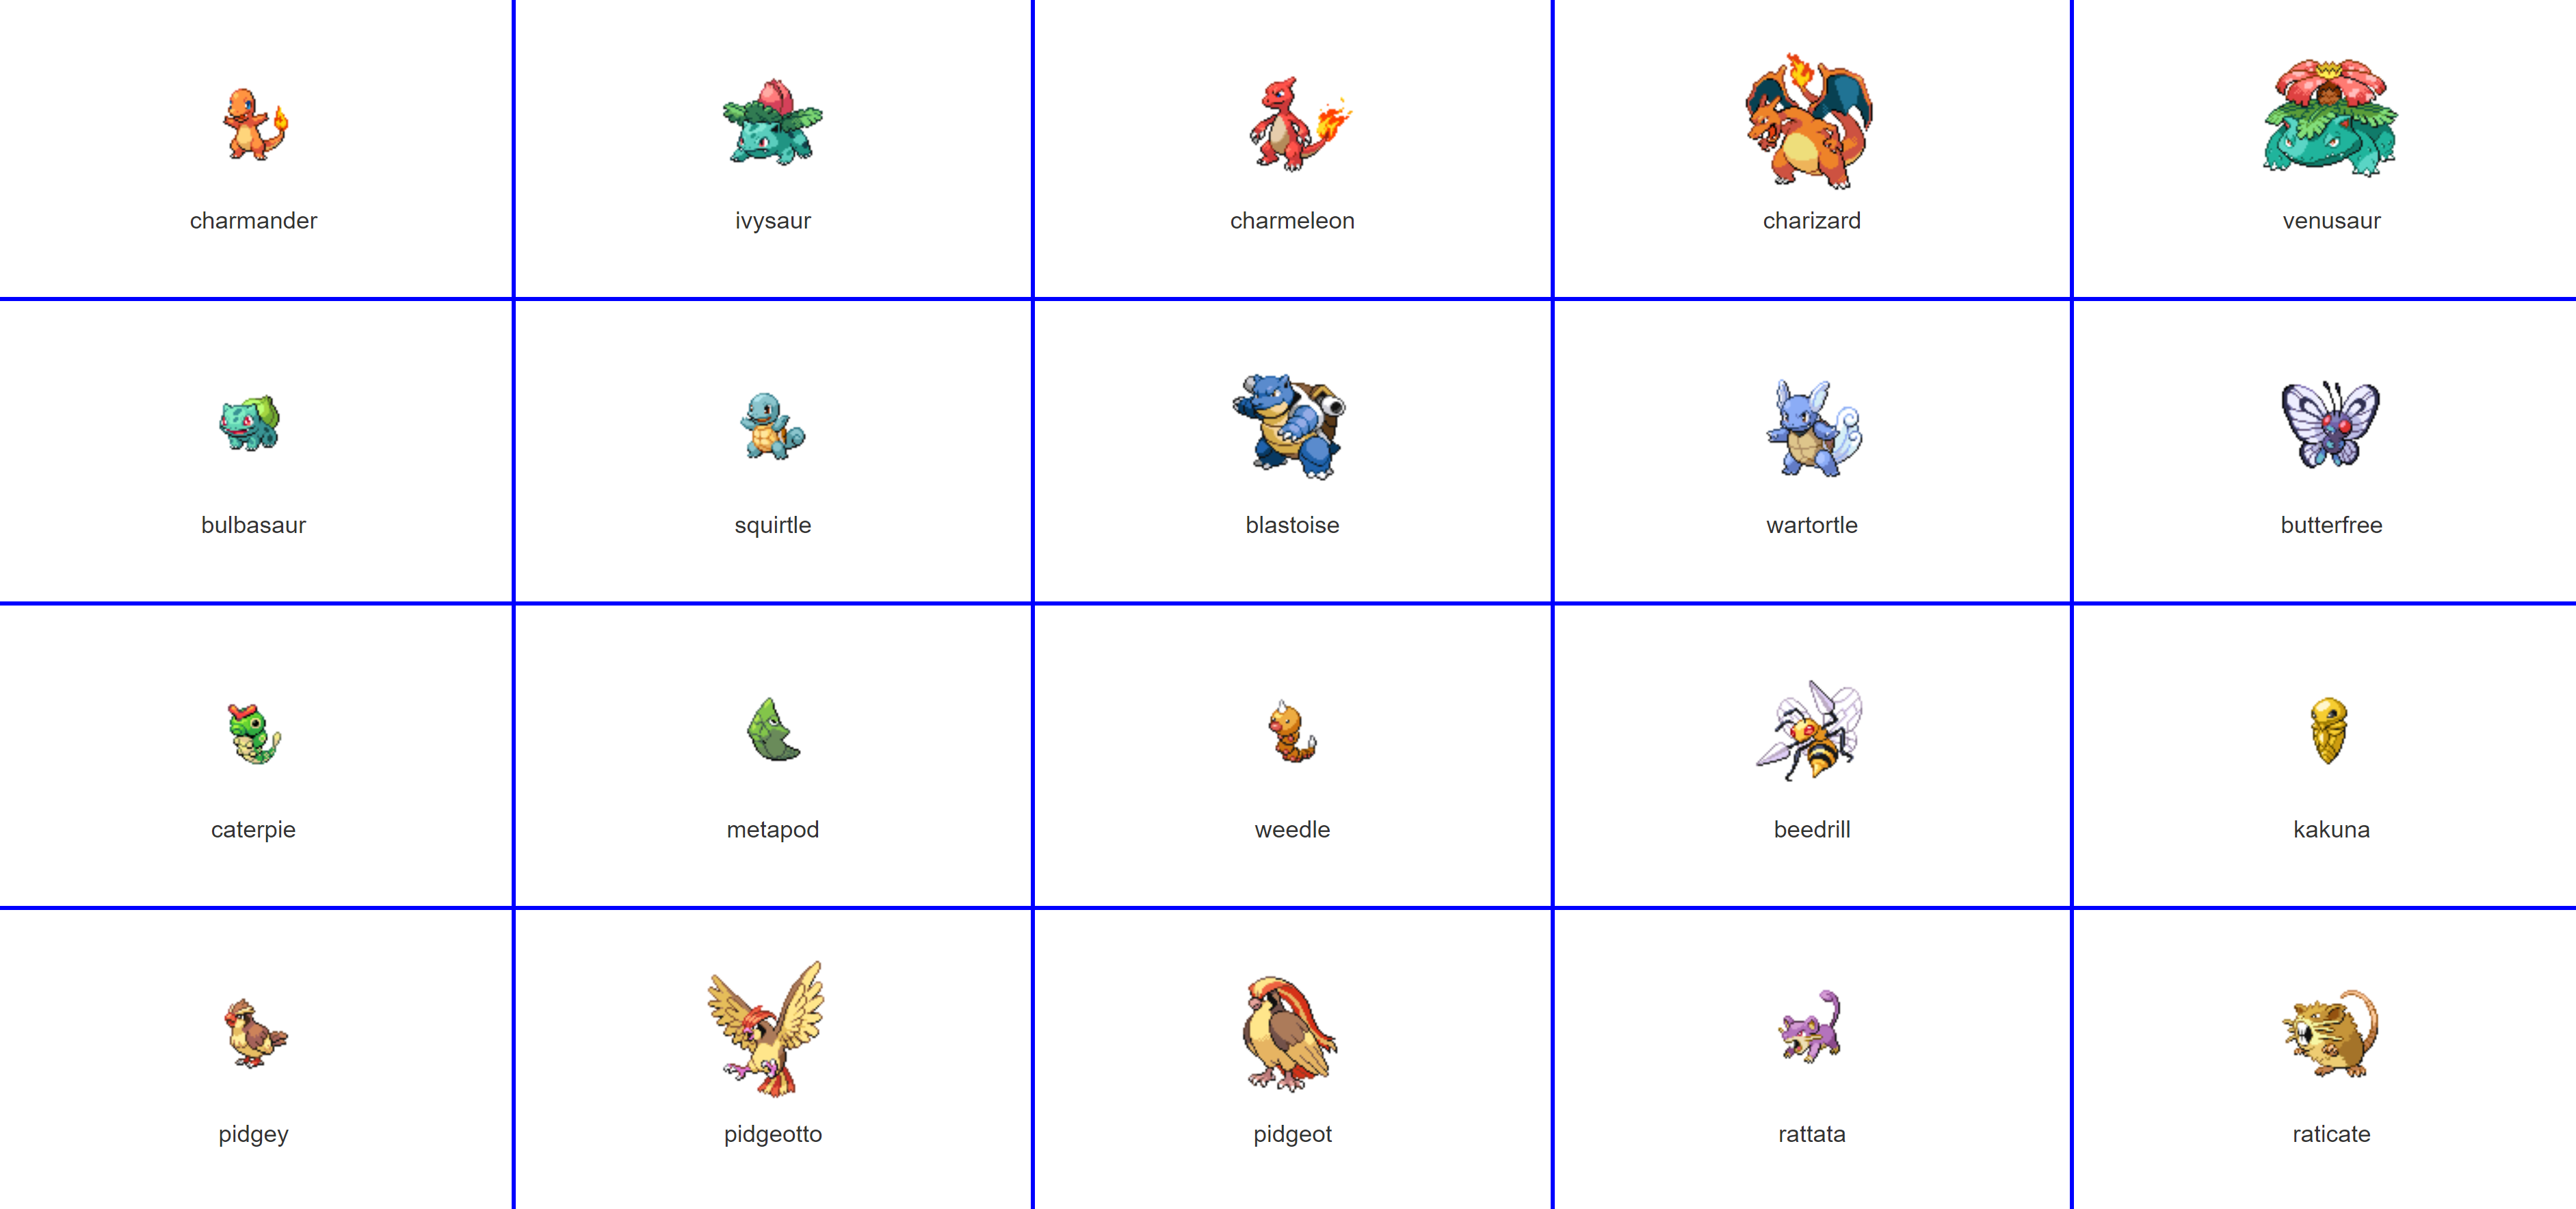 charmander
ivysaur
charmeleon
charizard
venusaur
bulbasaur
squirtle
blastoise
wartortle
butterfree
caterpie
metapod
weedle
beedrill
kakuna
pidgey
pidgeotto
pidgeot
rattata
raticate